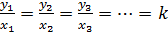 y₁/x₁ = y₂/x₂ = y₃/x₃ = ⋯ = k